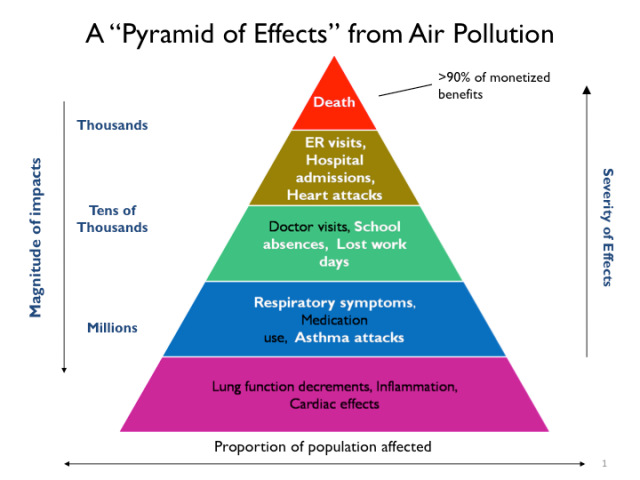 A “Pyramid of Effects” from Air Pollution
>90% of monetized
benefits
Death
Thousands
ER visits,
Hospital
admissions,
Heart attacks
Tens of
Thousands
Doctor visits, School
absences, Lost work
days
Magnitude of impacts
Severity of Effects
Millions
Respiratory symptoms,
Medication
use, Asthma attacks
Lung function decrements, Inflammation,
Cardiac effects
Proportion of population affected
1